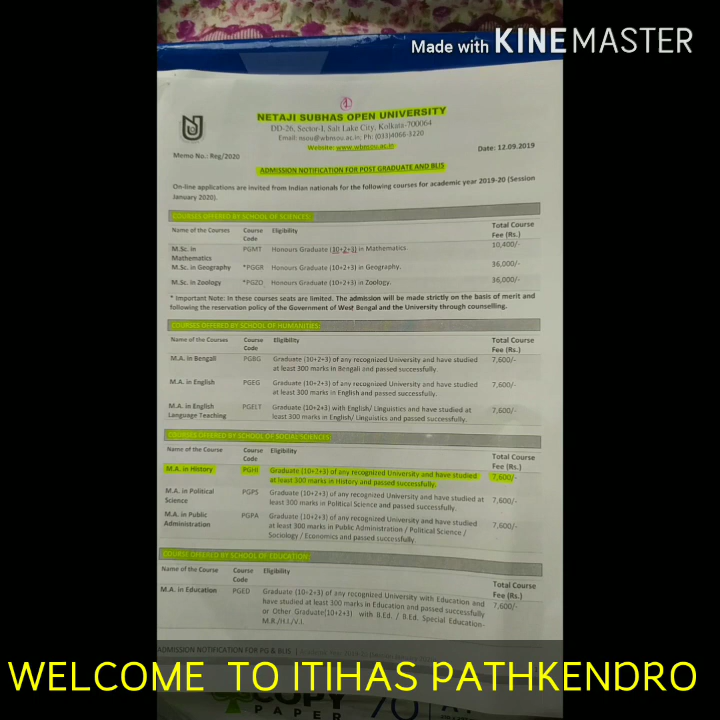 Made with KINEMASTER
1
NETAJI SUBHAS OPEN UNIVERSITY
DD-26, Sector-I, Salt Lake City, Kolkata-700064
Email: nsou@wbnsou.ac.in; Ph: (033)4066-3220
Website: www.wbnsou.ac.in
Memo No.: Reg/2020
Date: 12.09.2019
ADMISSION NOTIFICATION FOR POST GRADUATE AND BLIS
On-line applications are invited from Indian nationals for the following courses for academic year 2019-20 (Session
January 2020).
COURSES OFFERED BY SCHOOL OF SCIENCES:
Name of the Courses Course Code Eligibility Total Course Fee (Rs.)
M.Sc. in Mathematics PGMT Honours Graduate (10+2+3) in Mathematics. 10,400/-
M.Sc. in Geography *PGGR Honours Graduate (10+2+3) in Geography. 36,000/-
M.Sc. in Zoology *PGZO Honours Graduate (10+2+3) in Zoology. 36,000/-
* Important Note: In these courses seats are limited. The admission will be made strictly on the basis of merit and
following the reservation policy of the Government of West Bengal and the University through counselling.
COURSES OFFERED BY SCHOOL OF HUMANITIES:
Name of the Courses Course Code Eligibility Total Course Fee (Rs.)
M.A. in Bengali PGBG Graduate (10+2+3) of any recognized University and have studied 7,600/-
at least 300 marks in Bengali and passed successfully.
M.A. in English PGEG Graduate (10+2+3) of any recognized University and have studied 7,600/-
at least 300 marks in English and passed successfully.
M.A. in English PGELT Graduate (10+2+3) with English/ Linguistics and have studied at 7,600/-
Language Teaching least 300 marks in English/ Linguistics and passed successfully.
COURSES OFFERED BY SCHOOL OF SOCIAL SCIENCES:
Name of the Course Course Code Eligibility Total Course Fee (Rs.)
M.A. in History PGHI Graduate (10+2+3) of any recognized University and have studied 7,600/-
at least 300 marks in History and passed successfully.
M.A. in Political PGPS Graduate (10+2+3) of any recognized University and have studied at 7,600/-
Science least 300 marks in Political Science and passed successfully.
M.A. in Public PGPA Graduate (10+2+3) of any recognized University and have studied 7,600/-
Administration at least 300 marks in Public Administration / Political Science /
Sociology / Economics and passed successfully.
COURSE OFFERED BY SCHOOL OF EDUCATION:
Name of the Course Course Code Eligibility Total Course Fee (Rs.)
M.A. in Education PGED Graduate (10+2+3) of any recognized University with Education and 7,600/-
have studied at least 300 marks in Education and passed successfully
or Other Graduate(10+2+3) with B.Ed. / B.Ed. Special Education-
M.R./H.I./V.I.
ADMISSION NOTIFICATION FOR PG & BLIS
WELCOME TO ITIHAS PATHKENDRO
COPY
PAPER 70